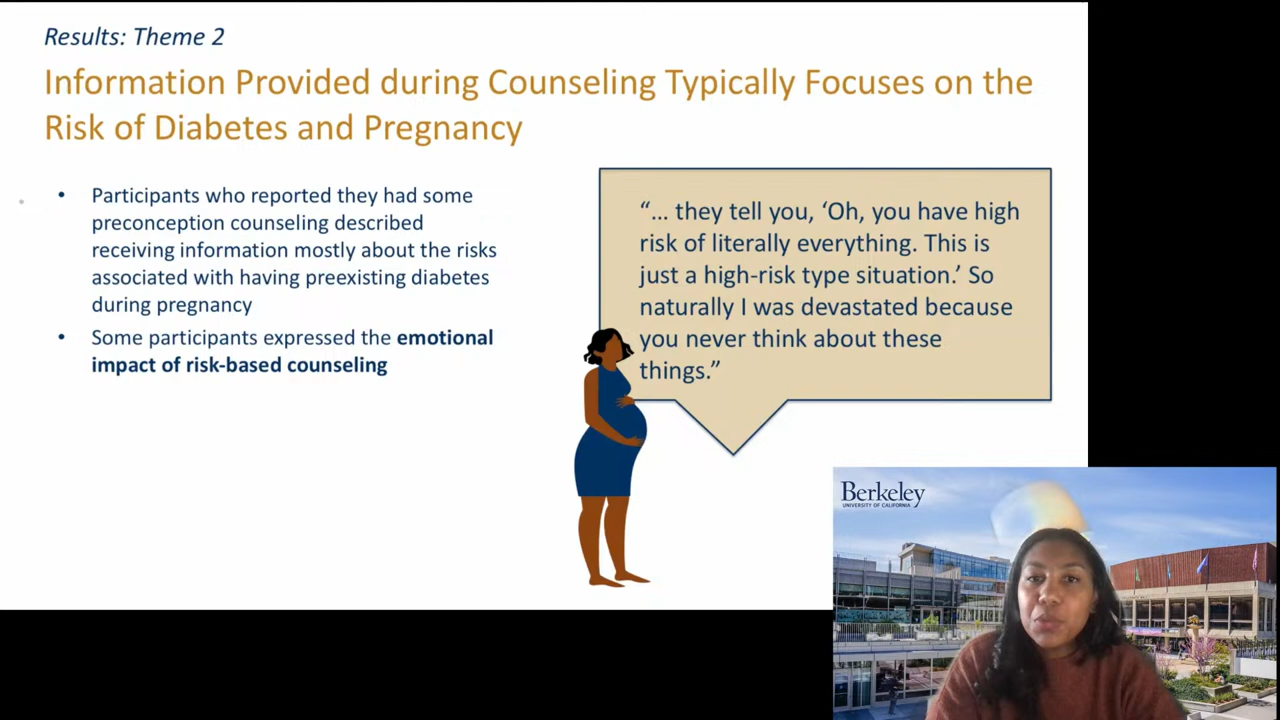 Results: Theme 2
Information Provided during Counseling Typically Focuses on the
Risk of Diabetes and Pregnancy
• Participants who reported they had some
preconception counseling described
receiving information mostly about the risks
associated with having preexisting diabetes
during pregnancy
• Some participants expressed the emotional
impact of risk-based counseling
“... they tell you, ‘Oh, you have high
risk of literally everything. This is
just a high-risk type situation.’ So
naturally I was devastated because
you never think about these
things.”
Berkeley
UNIVERSITY OF CALIFORNIA